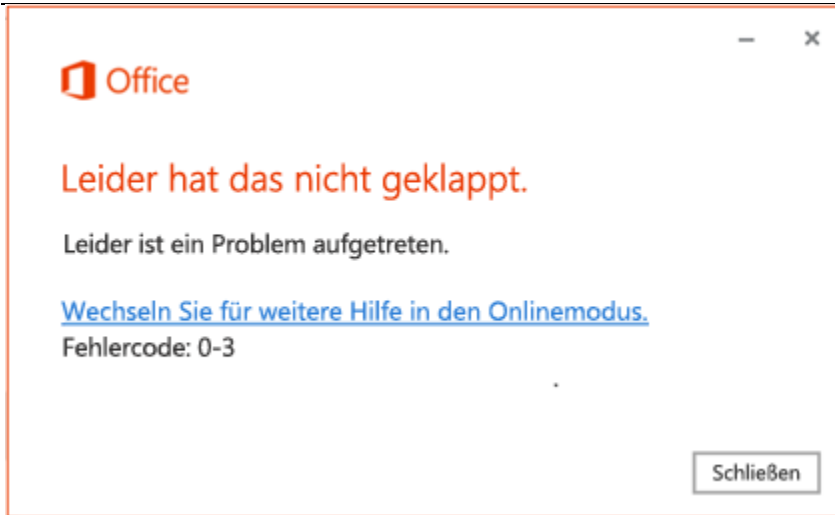 Office
Leider hat das nicht geklappt.
Leider ist ein Problem aufgetreten.
Wechseln Sie für weitere Hilfe in den Onlinemodus.
Fehlercode: 0-3
.
Schließen